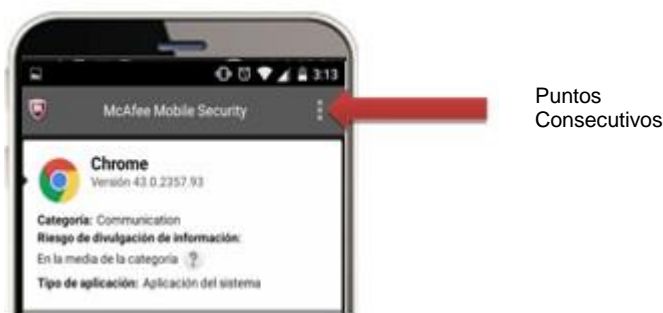 3:13
McAfee Mobile Security
Puntos
Consecutivos
Chrome
Versión 43.0.2357.93
Categoría: Communication
Riesgo de divulgación de información:
En la media de la categoría ?
Tipo de aplicación: Aplicación del sistema